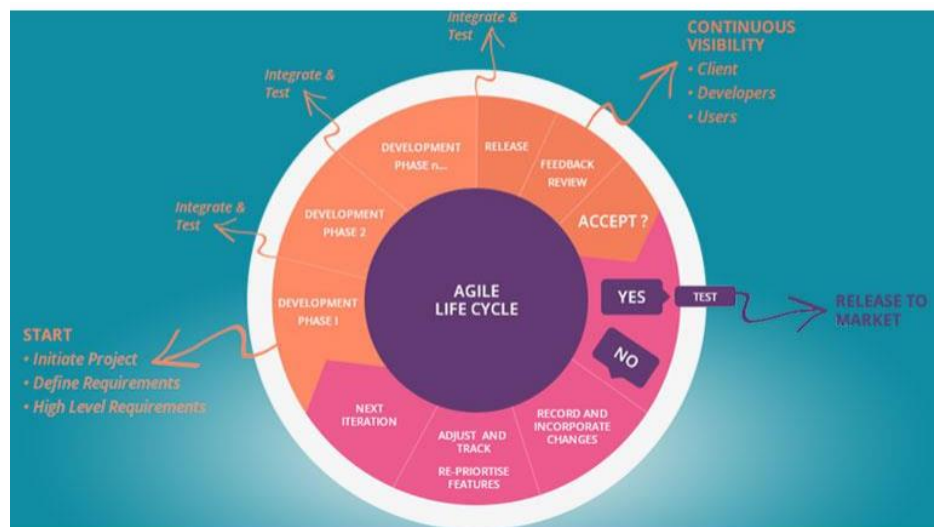 Integrate &
Test
CONTINUOUS
VISIBILITY
• Client
• Developers
• Users
Integrate &
Test
DEVELOPMENT
PHASE n...
RELEASE
FEEDBACK
REVIEW
Integrate &
Test
DEVELOPMENT
PHASE 2
ACCEPT ?
DEVELOPMENT
PHASE I
AGILE
LIFE CYCLE
YES
TEST
RELEASE TO
MARKET
START
• Initiate Project
• Define Requirements
• High Level Requirements
NO
NEXT
ITERATION
ADJUST AND
TRACK
RE-PRIORTISE
FEATURES
RECORD AND
INCORPORATE
CHANGES